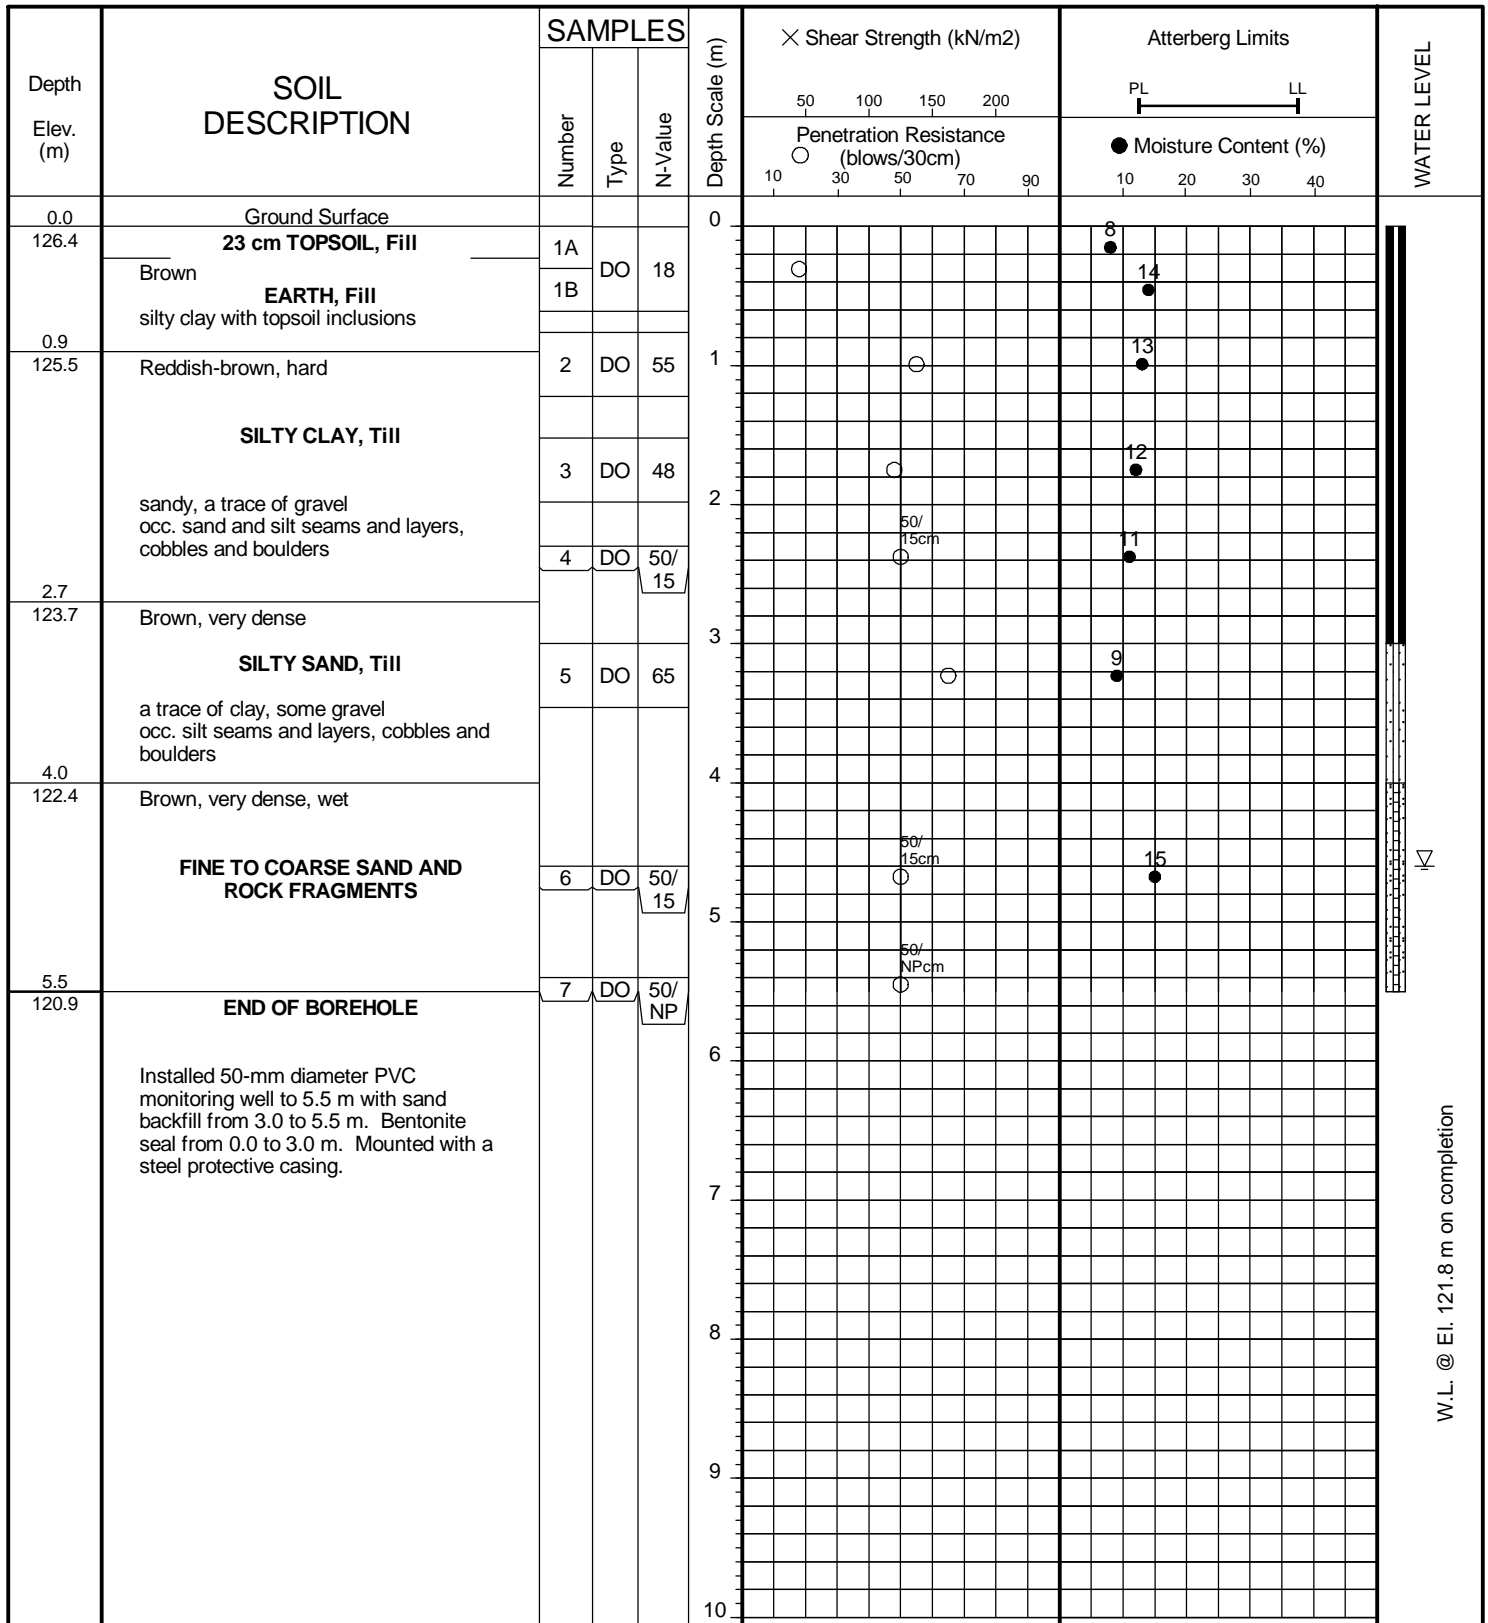 Depth
Elev.
(m)
SOIL
DESCRIPTION
SAMPLES
Number
Type
N-Value
Depth Scale (m)
× Shear Strength (kN/m2)
50 100 150 200
Penetration Resistance
(blows/30cm)
10 30 50 70 90
Atterberg Limits
PL LL
Moisture Content (%)
10 20 30 40
WATER LEVEL
0.0 Ground Surface 0
126.4 23 cm TOPSOIL, Fill 1A 8
Brown DO 18
14
EARTH, Fill 1B
silty clay with topsoil inclusions
0.9
125.5 Reddish-brown, hard 2 DO 55 1 13
SILTY CLAY, Till
3 DO 48 12
2
sandy, a trace of gravel
occ. sand and silt seams and layers,
cobbles and boulders
4 DO 50/
15
50/
15cm
11
2.7
123.7 Brown, very dense
3
SILTY SAND, Till
5 DO 65 9
a trace of clay, some gravel
occ. silt seams and layers, cobbles and
boulders
4.0 4
122.4 Brown, very dense, wet
FINE TO COARSE SAND AND
ROCK FRAGMENTS
6 DO 50/
15
50/
15cm
15
5
50/
NPcm
5.5
120.9 END OF BOREHOLE
7 DO 50/
NP
6
Installed 50-mm diameter PVC
monitoring well to 5.5 m with sand
backfill from 3.0 to 5.5 m. Bentonite
seal from 0.0 to 3.0 m. Mounted with a
steel protective casing.
7
8
9
10
W.L. @ El. 121.8 m on completion